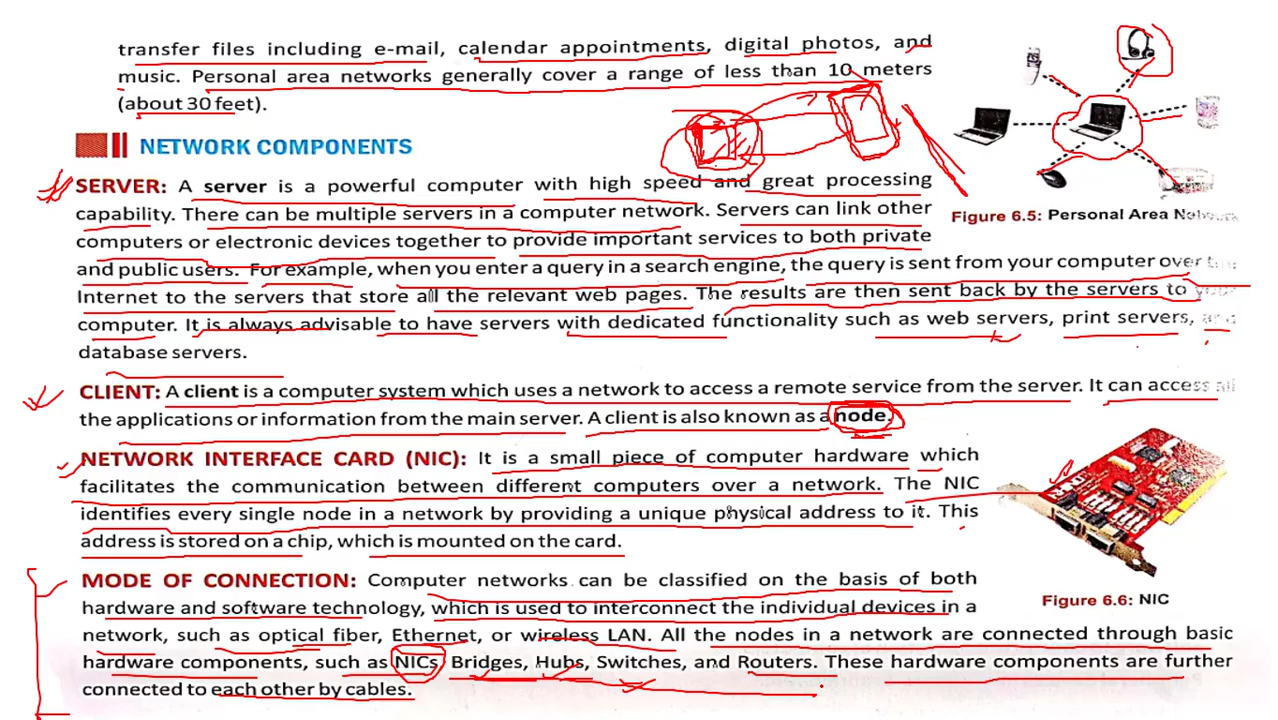 transfer files including e-mail, calendar appointments, digital photos, and
music. Personal area networks generally cover a range of less than 10 meters
(about 30 feet).
NETWORK COMPONENTS
SERVER: A server is a powerful computer with high speed and great processing
capability. There can be multiple servers in a computer network. Servers can link other
computers or electronic devices together to provide important services to both private
and public users. For example, when you enter a query in a search engine, the query is sent from your computer over
Internet to the servers that store all the relevant web pages. The results are then sent back by the servers to
computer. It is always advisable to have servers with dedicated functionality such as web servers, print servers, and
database servers.
Figure 6.5: Personal Area Network
CLIENT: A client is a computer system which uses a network to access a remote service from the server. It can access all
the applications or information from the main server. A client is also known as a node.
NETWORK INTERFACE CARD (NIC): It is a small piece of computer hardware which
facilitates the communication between different computers over a network. The NIC
identifies every single node in a network by providing a unique physical address to it. This
address is stored on a chip, which is mounted on the card.
MODE OF CONNECTION: Computer networks can be classified on the basis of both
hardware and software technology, which is used to interconnect the individual devices in a
network, such as optical fiber, Ethernet, or wireless LAN. All the nodes in a network are connected through basic
hardware components, such as NICs, Bridges, Hubs, Switches, and Routers. These hardware components are further
connected to each other by cables.
Figure 6.6: NIC